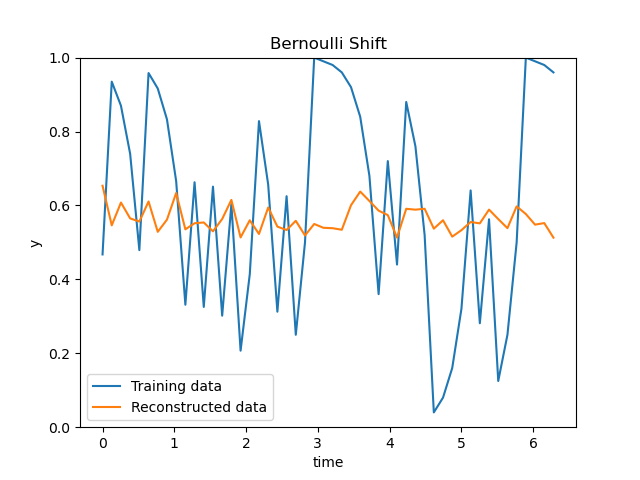 Bernoulli Shift
1.0
0.8
0.6
0.4
0.2
0.0
y
Training data
Reconstructed data
0 1 2 3 4 5 6
time